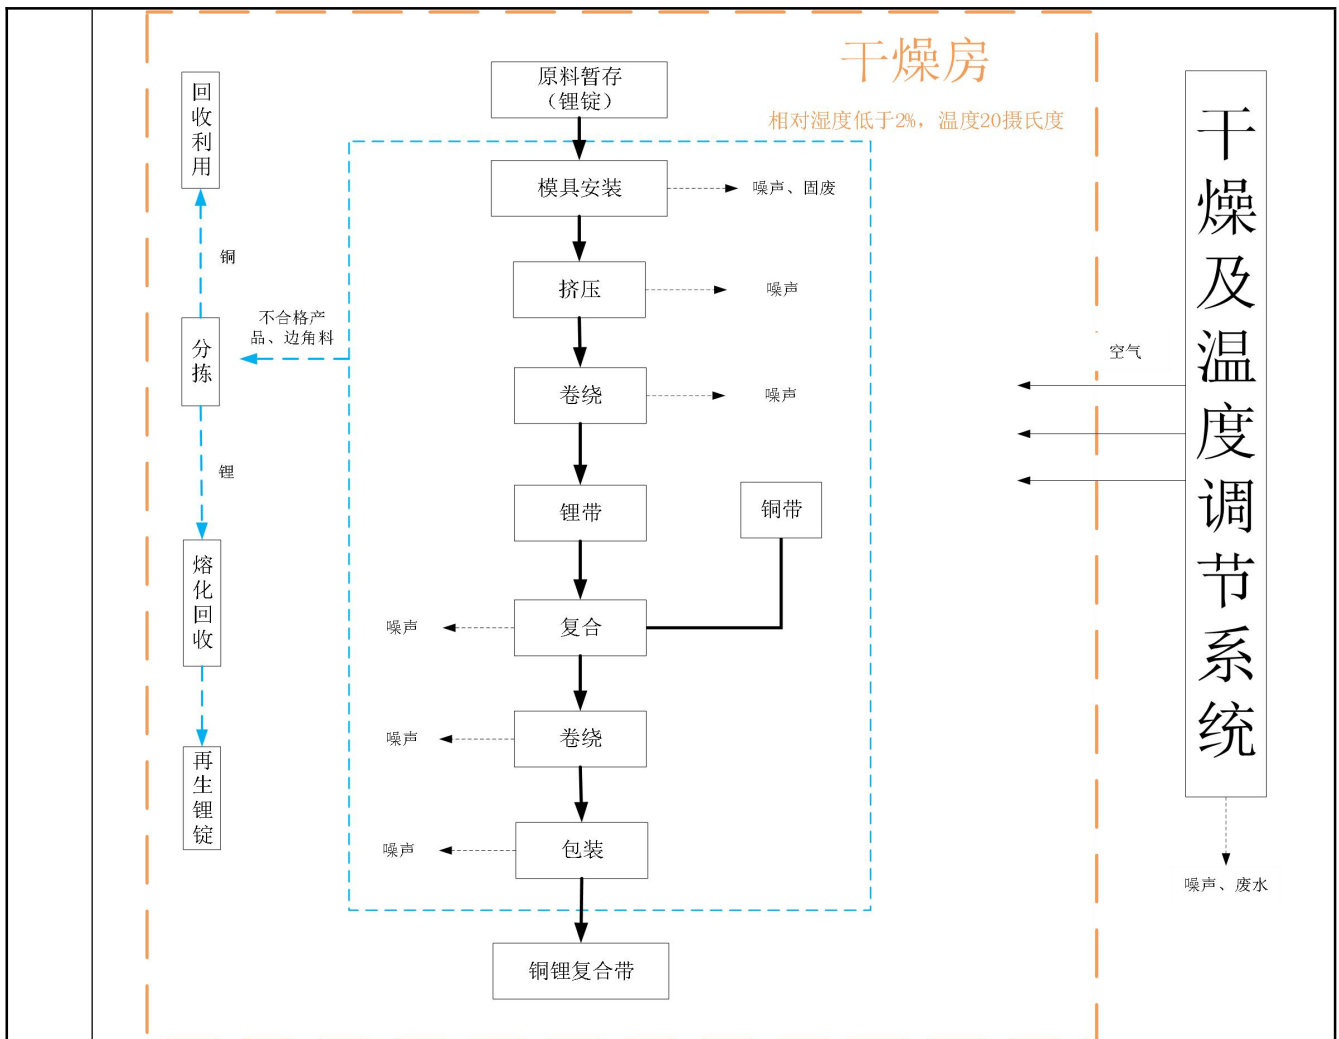 干燥房
相对湿度低于2%，温度20摄氏度
原料暂存
（锂锭）
模具安装
噪声、固废
挤压
噪声
卷绕
噪声
锂带
铜带
复合
噪声
卷绕
噪声
包装
噪声
铜锂复合带
不合格产
品、边角料
回收利用
铜
分拣
锂
熔化回收
再生锂锭
空气
干燥及温度调节系统
噪声、废水